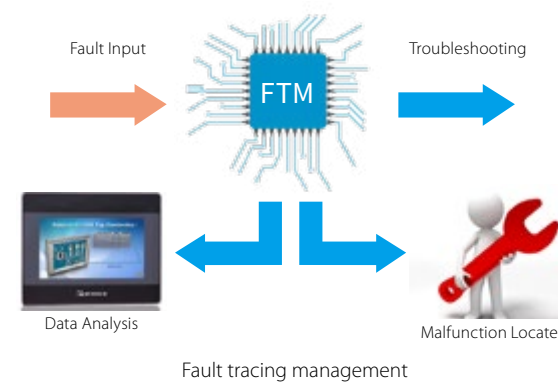 Fault Input
Troubleshooting
FTM
Data Analysis
Malfunction Locate
Fault tracing management